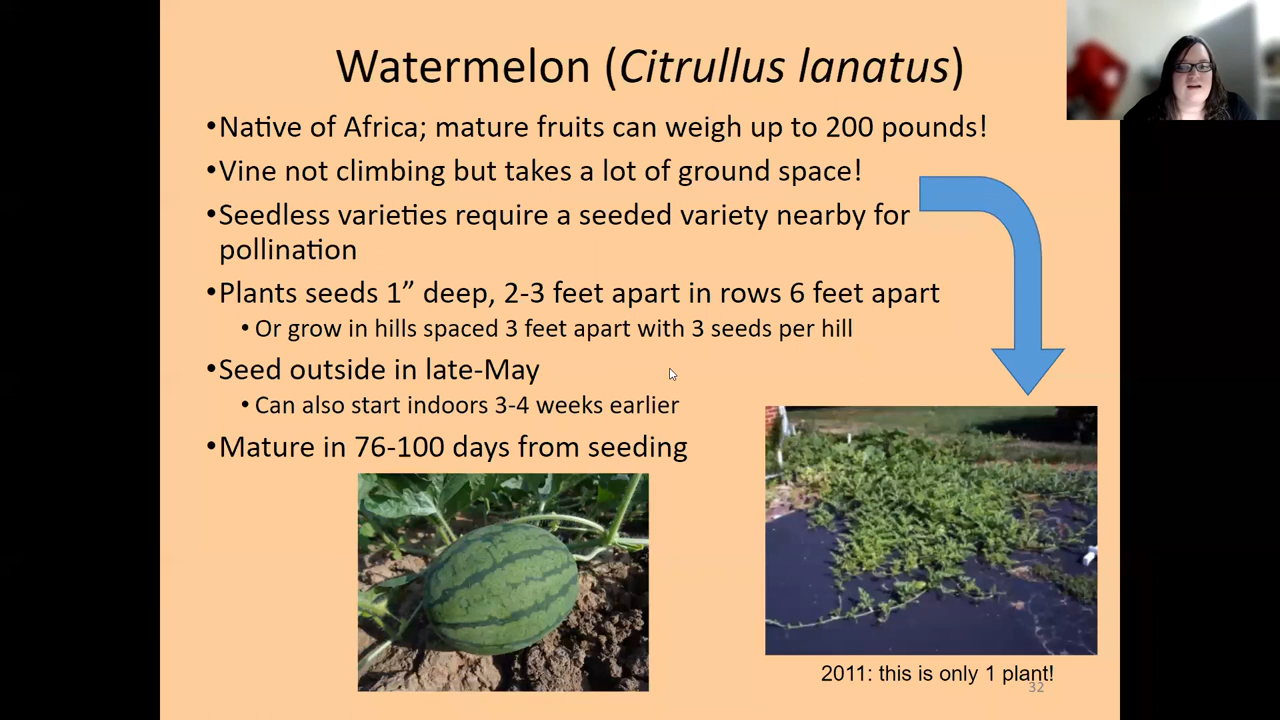 Watermelon (Citrullus lanatus)
•Native of Africa; mature fruits can weigh up to 200 pounds!
•Vine not climbing but takes a lot of ground space!
•Seedless varieties require a seeded variety nearby for
pollination
•Plants seeds 1” deep, 2-3 feet apart in rows 6 feet apart
• Or grow in hills spaced 3 feet apart with 3 seeds per hill
•Seed outside in late-May
• Can also start indoors 3-4 weeks earlier
•Mature in 76-100 days from seeding
2011: this is only 1 plant!
32